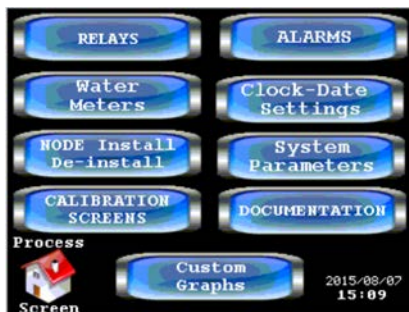 RELAYS
ALARMS
Water
Meters
Clock-Date
Settings
NODE Install
De-install
System
Parameters
CALIBRATION
SCREENS
DOCUMENTATION
Process
Screen
Custom
Graphs
2015/08/07
15:09